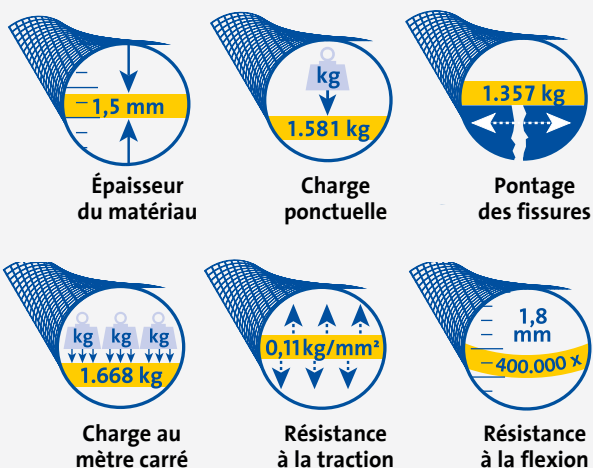 1,5 mm
Épaisseur
du matériau
kg
1.581 kg
Charge
ponctuelle
1.357 kg
Pontage
des fissures
kg kg kg
1.668 kg
Charge au
mètre carré
0,11kg/mm²
Résistance
à la traction
1,8
mm
400.000 x
Résistance
à la flexion